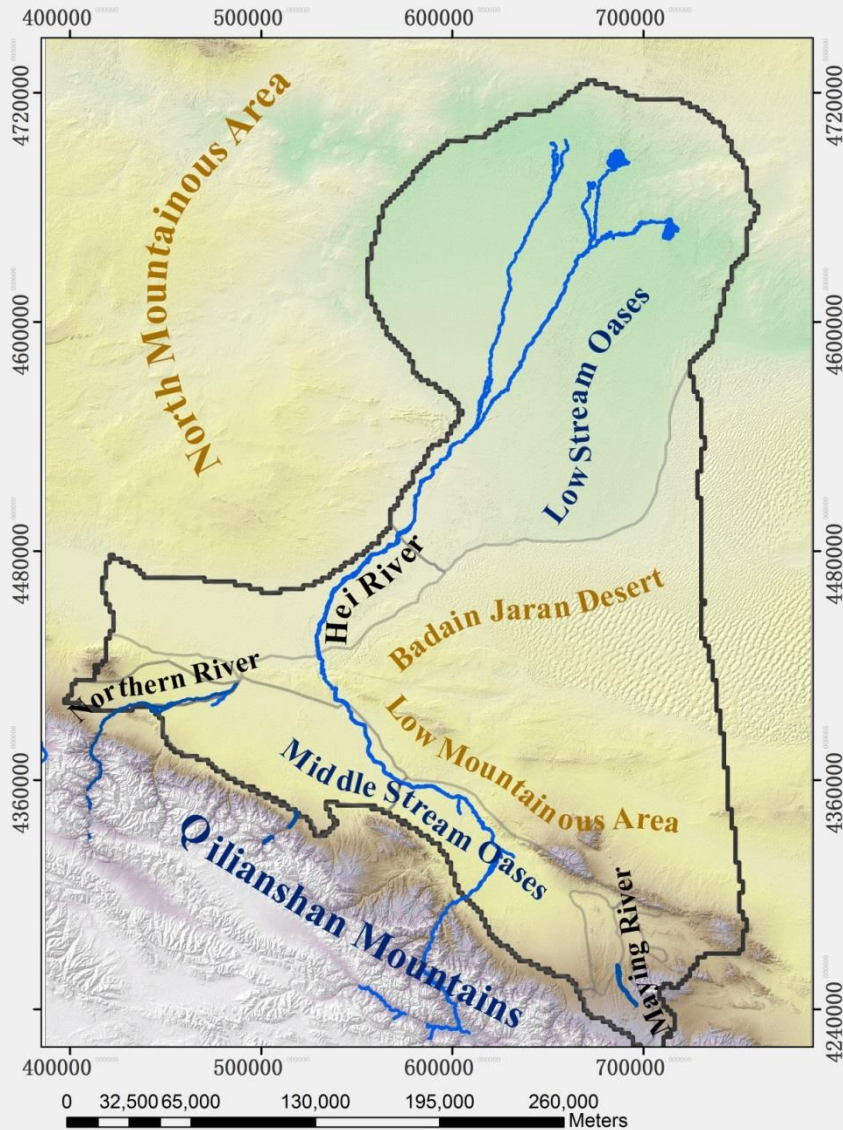 400000 500000 600000 700000
4720000 4720000
North Mountainous Area
4600000 4600000
Low Stream Oases
4480000 4480000
Hei River
Badain Jaran Desert
Northern River
Low Mountainous Area
4360000 4360000
Middle Stream Oases
Qilianshan Mountains
Maying River
4240000
400000 500000 600000 700000
0 32,500 65,000 130,000 195,000 260,000
Meters